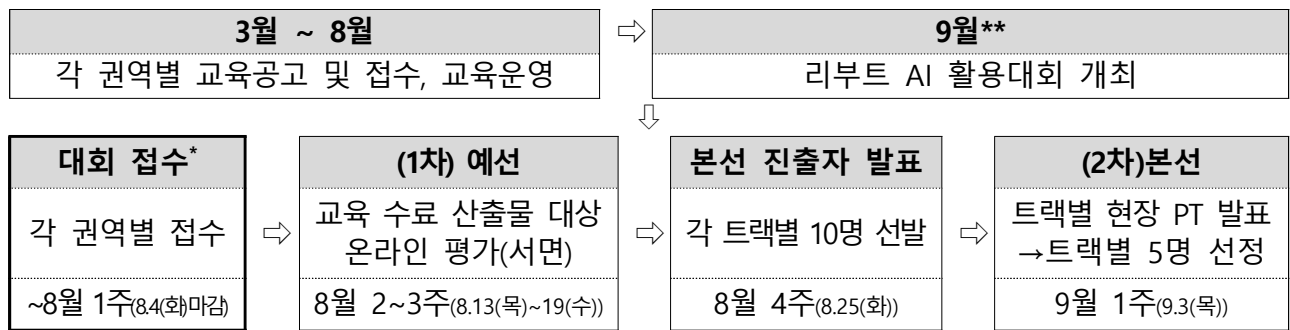 3월 ~ 8월 ⇨ 9월**
각 권역별 교육공고 및 접수, 교육운영
리부트 AI 활용대회 개최
⇩
대회 접수*
(1차) 예선
본선 진출자 발표
(2차)본선
각 권역별 접수
⇨
교육 수료 산출물 대상
온라인 평가(서면)
⇨
각 트랙별 10명 선발
⇨
트랙별 현장 PT 발표
→트랙별 5명 선정
~8월 1주(8.4(화)마감)
8월 2~3주(8.13(목)~19(수))
8월 4주(8.25(화))
9월 1주(9.3(목))